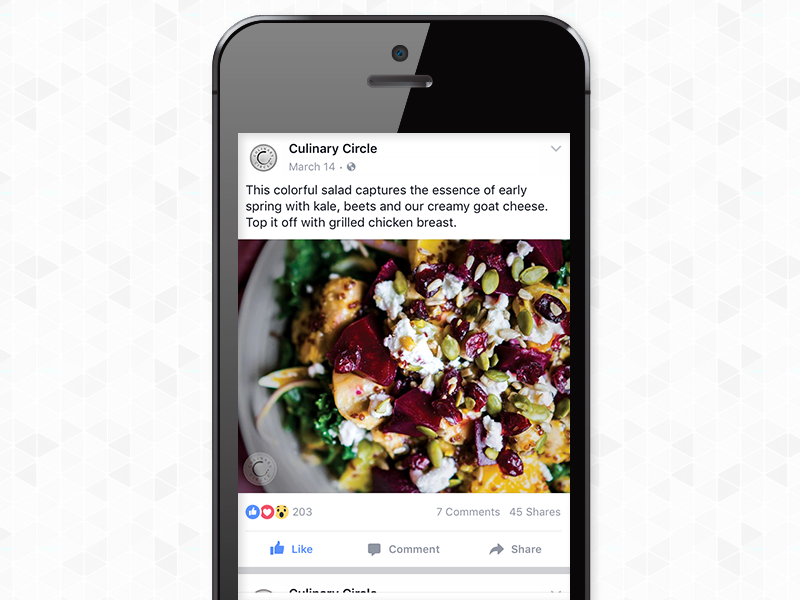 Culinary Circle
March 14 •
This colorful salad captures the essence of early
spring with kale, beets and our creamy goat cheese.
Top it off with grilled chicken breast.
203
7 Comments 45 Shares
Like Comment Share
Culinary Circle